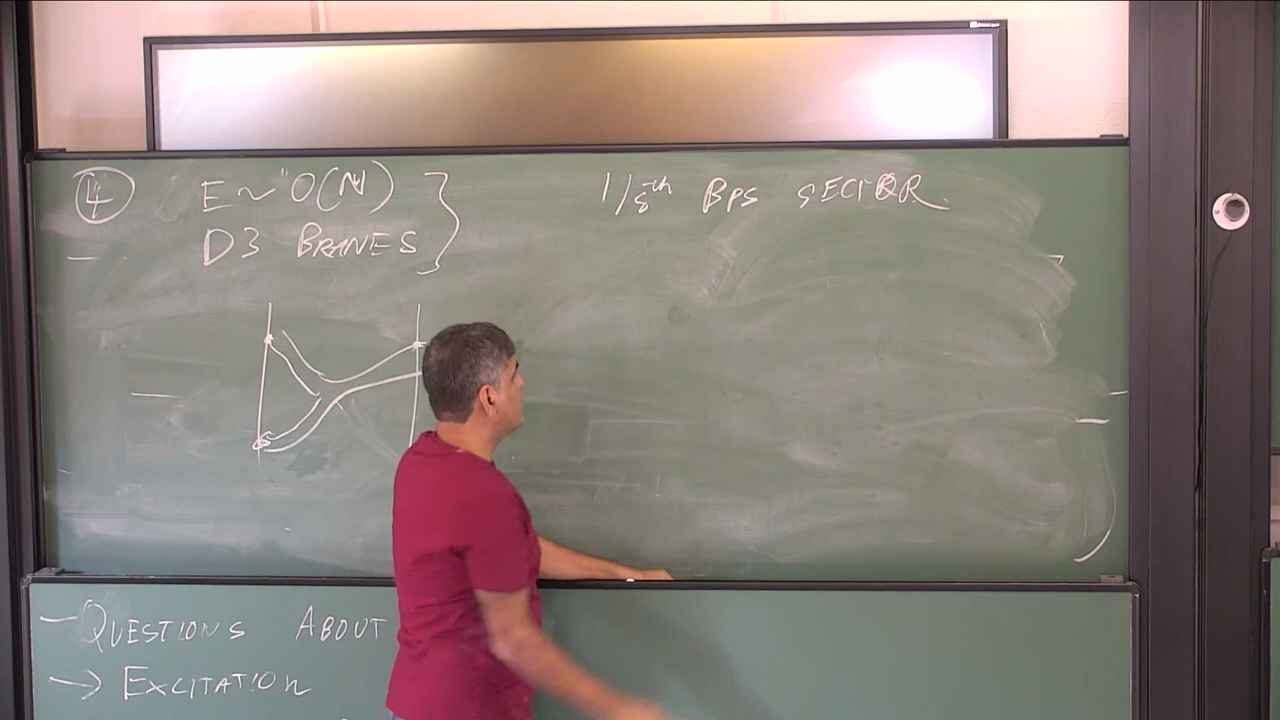 ④ E ~ "O(N)
D3 BRANES
1/8th BPS SECTOR.
- QUESTIONS ABOUT
→ EXCITATION